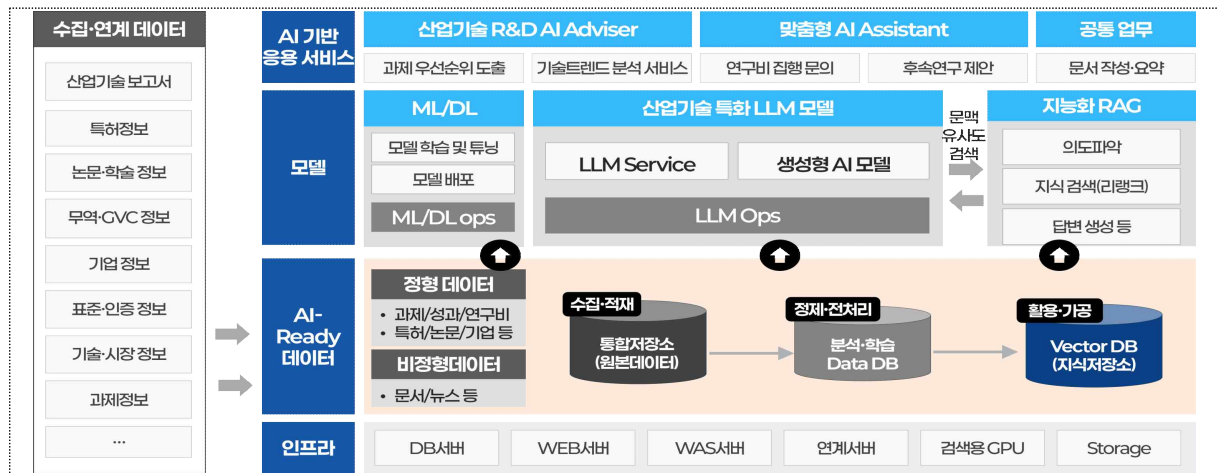 수집·연계 데이터
산업기술 보고서
특허정보
논문·학술 정보
무역·GVC 정보
기업 정보
표준·인증 정보
기술·시장 정보
과제정보
...
AI 기반
응용 서비스
산업기술 R&D AI Adviser
맞춤형 AI Assistant
공통 업무
과제 우선순위 도출
기술트렌드 분석 서비스
연구비 집행 문의
후속연구 제안
문서 작성·요약
모델
ML/DL
모델 학습 및 튜닝
모델 배포
ML/DL ops
산업기술 특화 LLM 모델
LLM Service
생성형 AI 모델
LLM Ops
문맥
유사도
검색
지능화 RAG
의도파악
지식 검색(리랭크)
답변 생성 등
AI-
Ready
데이터
정형 데이터
• 과제/성과/연구비
• 특허/논문/기업 등
비정형데이터
• 문서/뉴스 등
수집·적재
통합저장소
(원본데이터)
정제·전처리
분석·학습
Data DB
활용·가공
Vector DB
(지식저장소)
인프라
DB서버
WEB서버
WAS서버
연계서버
검색용 GPU
Storage